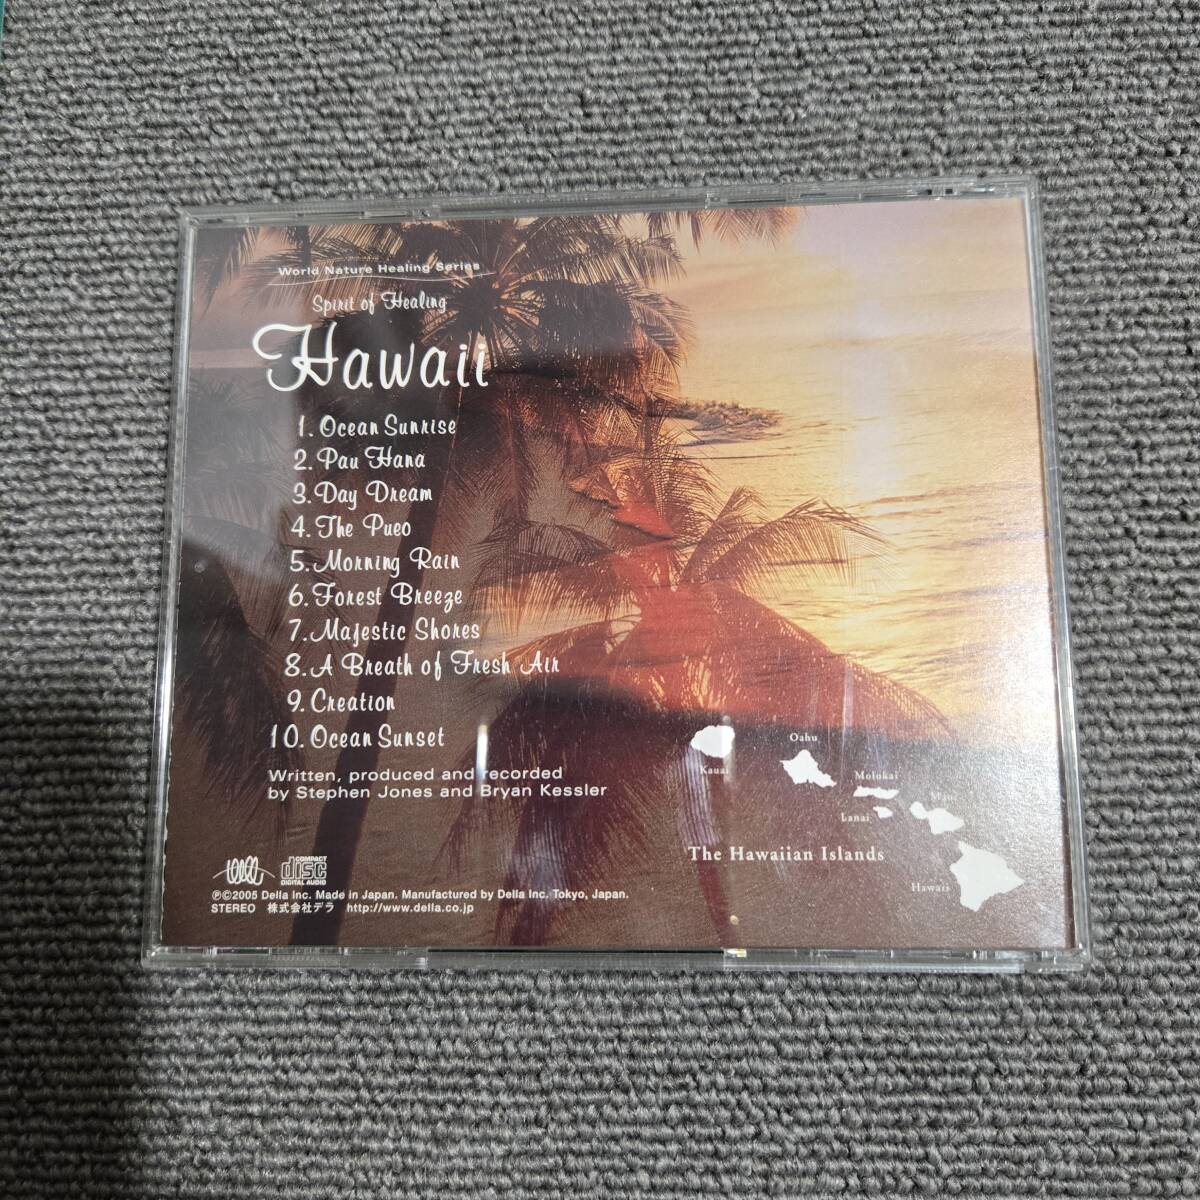 World Nature Healing Series
Spirit of Healing
Hawaii
1. Ocean Sunrise
2. Pau Hana
3. Day Dream
4. The Pueo
5. Morning Rain
6. Forest Breeze
7. Majestic Shores
8. A Breath of Fresh Air
9. Creation
10. Ocean Sunset
Written, produced and recorded
by Stephen Jones and Bryan Kessler
Kauai
Oahu
Molokai
Lanai
Maui
Hawaii
The Hawaiian Islands
Della
COMPACT
disc
DIGITAL AUDIO
℗©2005 Della Inc. Made in Japan. Manufactured by Della Inc. Tokyo, Japan.
STEREO 株式会社デラ http://www.della.co.jp